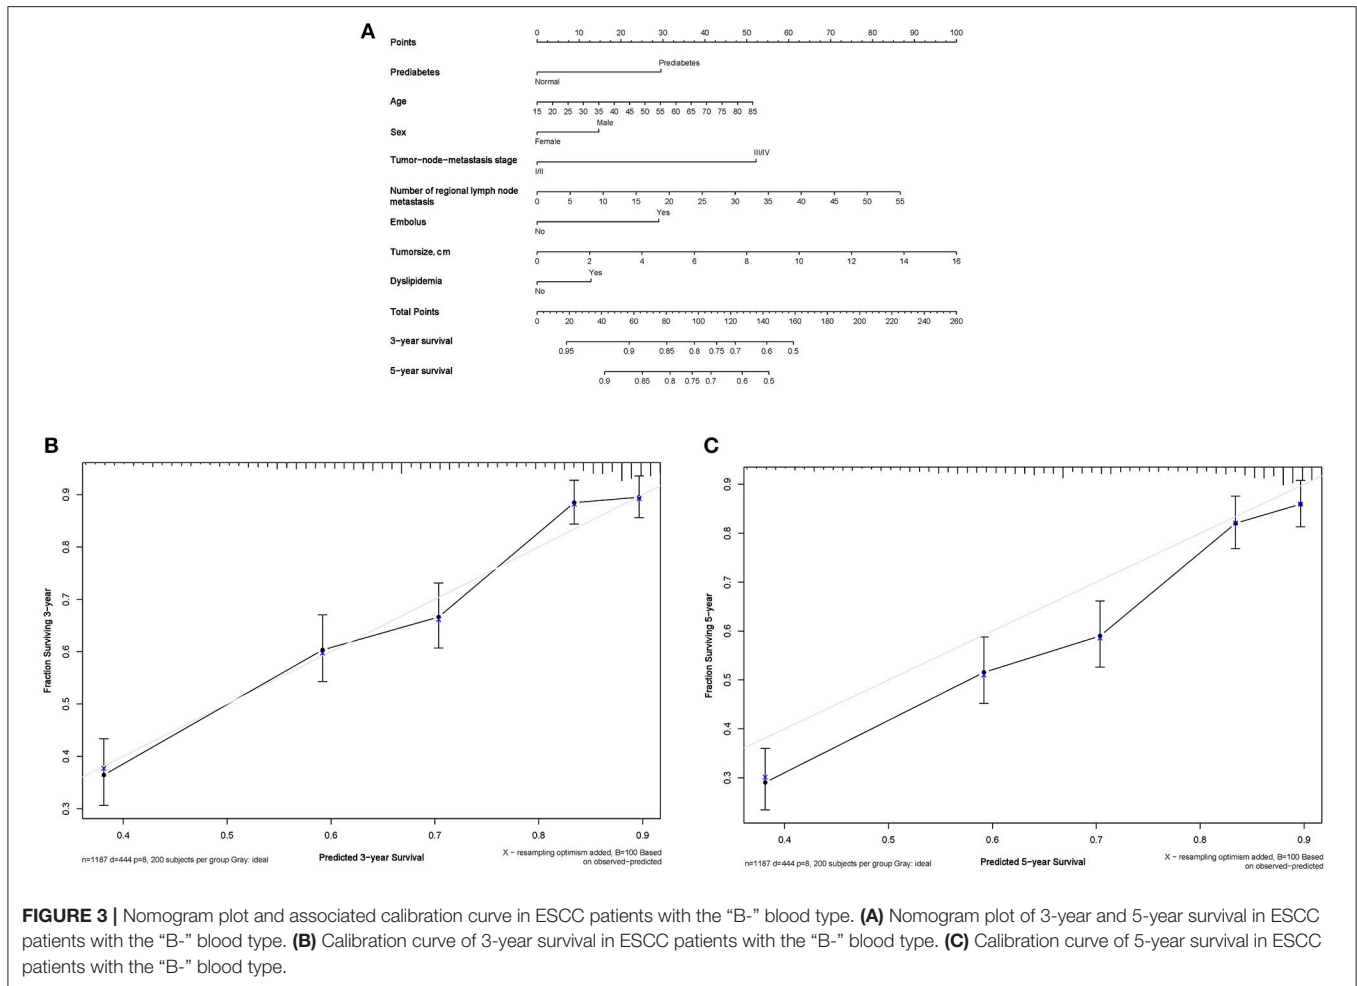 A
Points
0 10 20 30 40 50 60 70 80 90 100
Prediabetes
Prediabetes
Normal
Age
15 20 25 30 35 40 45 50 55 60 65 70 75 80 85
Sex
Male
Female
Tumor−node−metastasis stage
III/IV
I/II
Number of regional lymph node
metastasis
0 5 10 15 20 25 30 35 40 45 50 55
Embolus
Yes
No
Tumorsize, cm
0 2 4 6 8 10 12 14 16
Dyslipidemia
Yes
No
Total Points
0 20 40 60 80 100 120 140 160 180 200 220 240 260
3−year survival
0.95 0.9 0.85 0.8 0.75 0.7 0.6 0.5
5−year survival
0.9 0.85 0.8 0.75 0.7 0.6 0.5
B
Fraction Surviving 3−year
0.9
0.8
0.7
0.6
0.5
0.4
0.3
0.4 0.5 0.6 0.7 0.8 0.9
n=1187 d=444 p=8, 200 subjects per group Gray: ideal
Predicted 3−year Survival
X − resampling optimism added, B=100 Based
on observed−predicted
C
Fraction Surviving 5−year
0.9
0.8
0.7
0.6
0.5
0.4
0.3
0.4 0.5 0.6 0.7 0.8 0.9
n=1187 d=444 p=8, 200 subjects per group Gray: ideal
Predicted 5−year Survival
X − resampling optimism added, B=100 Based
on observed−predicted
FIGURE 3 | Nomogram plot and associated calibration curve in ESCC patients with the “B-” blood type. (A) Nomogram plot of 3-year and 5-year survival in ESCC
patients with the “B-” blood type. (B) Calibration curve of 3-year survival in ESCC patients with the “B-” blood type. (C) Calibration curve of 5-year survival in ESCC
patients with the “B-” blood type.